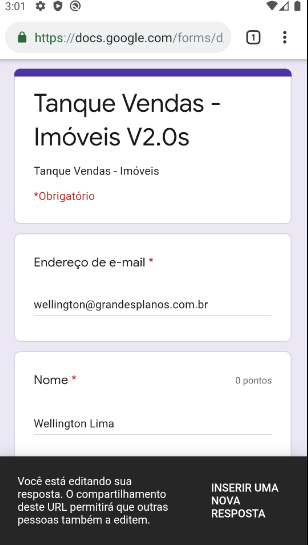 3:01
https://docs.google.com/forms/d
1
Tanque Vendas -
Imóveis V2.0s
Tanque Vendas - Imóveis
*Obrigatório
Endereço de e-mail *
wellington@grandesplanos.com.br
Nome *
0 pontos
Wellington Lima
Você está editando sua
resposta. O compartilhamento
deste URL permitirá que outras
pessoas também a editem.
INSERIR UMA
NOVA
RESPOSTA